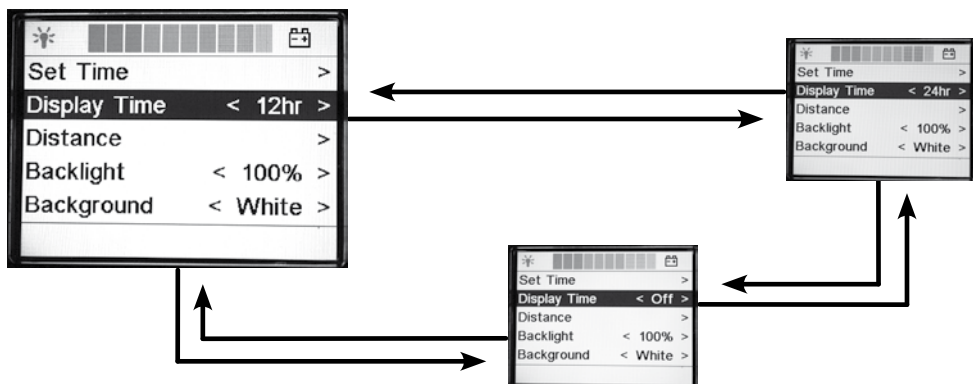 Set Time >
Display Time < 12hr >
Distance >
Backlight < 100% >
Background < White >
Set Time >
Display Time < 24hr >
Distance >
Backlight < 100% >
Background < White >
Set Time >
Display Time < Off >
Distance >
Backlight < 100% >
Background < White >